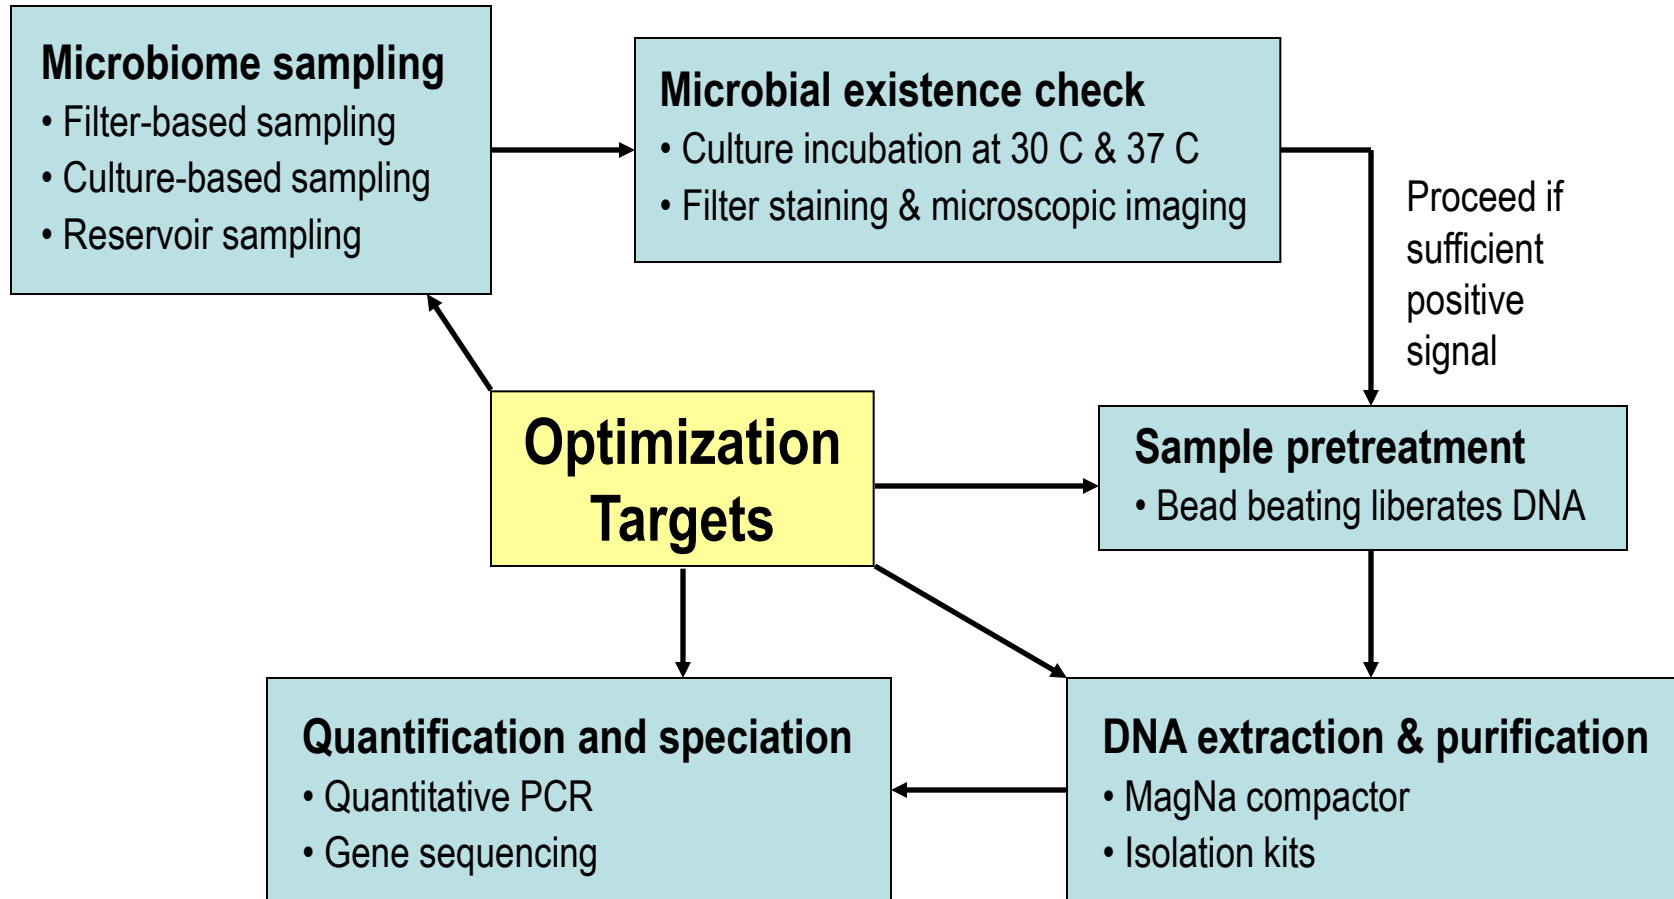 Microbiome sampling
• Filter-based sampling
• Culture-based sampling
• Reservoir sampling
Microbial existence check
• Culture incubation at 30 C & 37 C
• Filter staining & microscopic imaging
Proceed if
sufficient
positive
signal
Optimization
Targets
Sample pretreatment
• Bead beating liberates DNA
Quantification and speciation
• Quantitative PCR
• Gene sequencing
DNA extraction & purification
• MagNa compactor
• Isolation kits